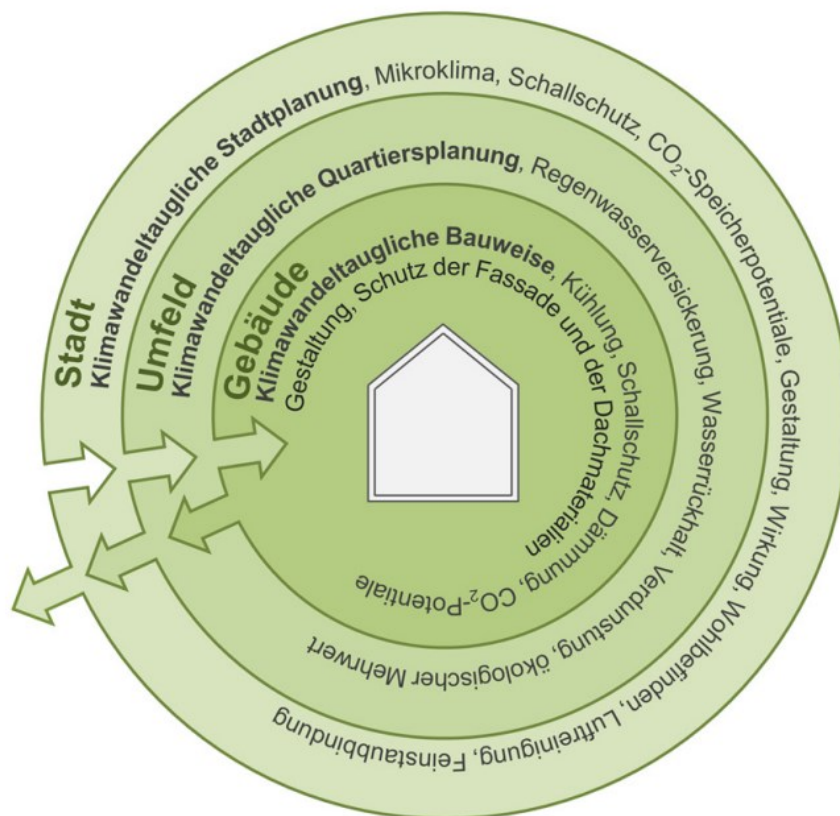 Stadt
Klimawandeltaugliche Stadtplanung, Mikroklima, Schallschutz, CO₂-Speicherpotentiale, Gestaltung, Wirkung, Wohlbefinden, Luftreinigung, Feinstaubbindung
Umfeld
Klimawandeltaugliche Quartiersplanung, Regenwasserversickerung, Wasserrückhalt, Verdunstung, ökologischer Mehrwert
Gebäude
Klimawandeltaugliche Bauweise, Kühlung, Schallschutz, Dämmung, CO₂-Potentiale
Gestaltung, Schutz der Fassade und der Dachmaterialien